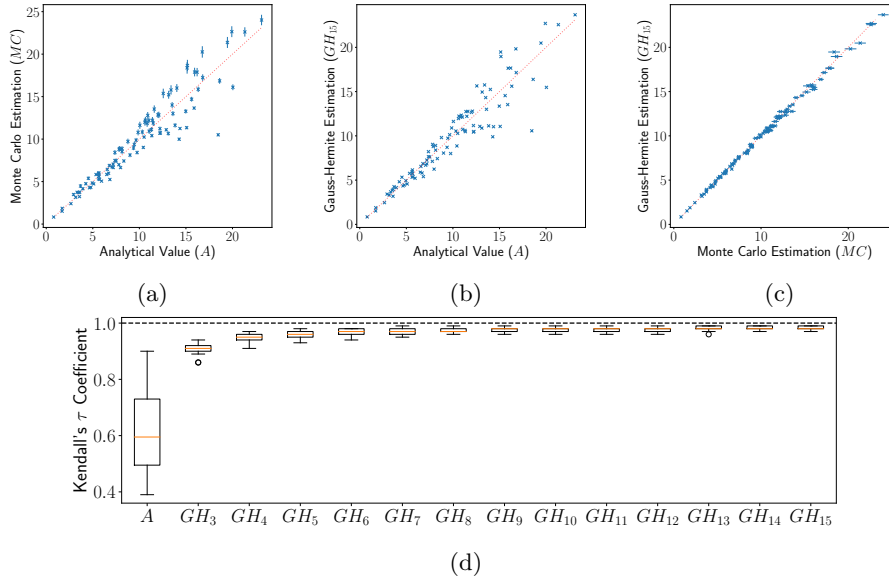 25
20
15
10
5
0
0 5 10 15 20
Monte Carlo Estimation (MC)
Analytical Value (A)
(a)
20
15
10
5
0
0 5 10 15 20
Gauss-Hermite Estimation (GH₁₅)
Analytical Value (A)
(b)
20
15
10
5
0
0 5 10 15 20
Gauss-Hermite Estimation (GH₁₅)
Monte Carlo Estimation (MC)
(c)
1.0
0.8
0.6
0.4
Kendall's τ Coefficient
A GH₃ GH₄ GH₅ GH₆ GH₇ GH₈ GH₉ GH₁₀ GH₁₁ GH₁₂ GH₁₃ GH₁₄ GH₁₅
(d)